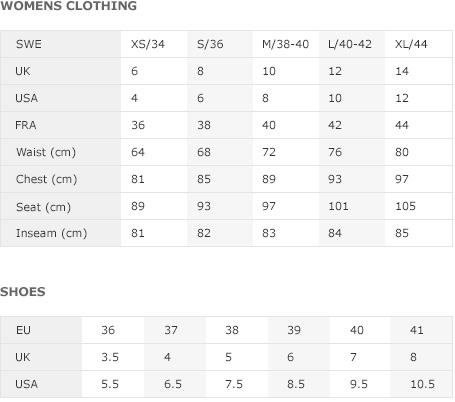 WOMENS CLOTHING
SWE XS/34 S/36 M/38-40 L/40-42 XL/44
UK 6 8 10 12 14
USA 4 6 8 10 12
FRA 36 38 40 42 44
Waist (cm) 64 68 72 76 80
Chest (cm) 81 85 89 93 97
Seat (cm) 89 93 97 101 105
Inseam (cm) 81 82 83 84 85
SHOES
EU 36 37 38 39 40 41
UK 3.5 4 5 6 7 8
USA 5.5 6.5 7.5 8.5 9.5 10.5